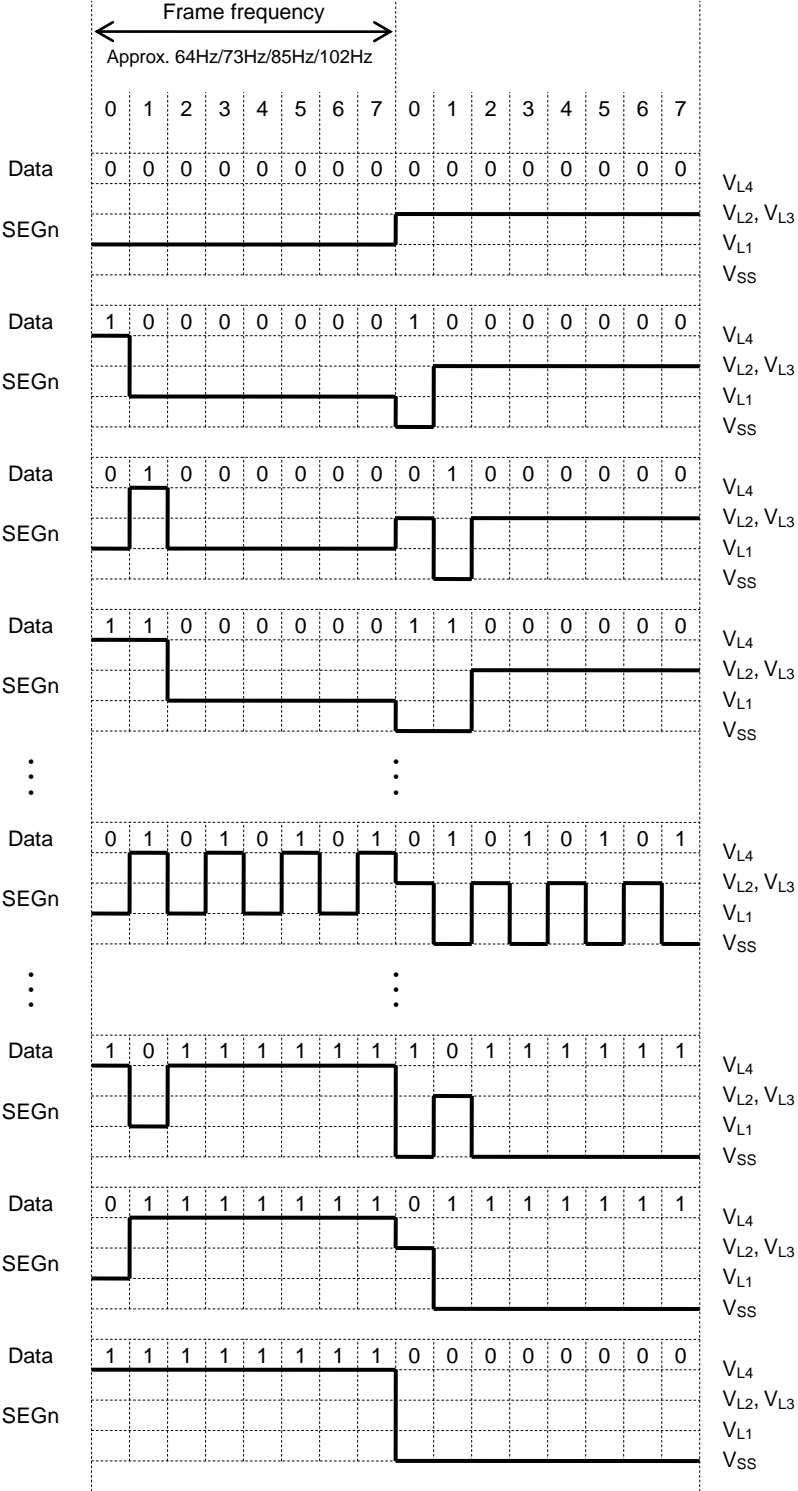 Frame frequency
Approx. 64Hz/73Hz/85Hz/102Hz
0 1 2 3 4 5 6 7 0 1 2 3 4 5 6 7
Data 0 0 0 0 0 0 0 0 0 0 0 0 0 0 0 0
VL4
SEGn VL2, VL3
VL1
VSS
Data 1 0 0 0 0 0 0 0 1 0 0 0 0 0 0 0
VL4
SEGn VL2, VL3
VL1
VSS
Data 0 1 0 0 0 0 0 0 0 1 0 0 0 0 0 0
VL4
SEGn VL2, VL3
VL1
VSS
Data 1 1 0 0 0 0 0 0 1 1 0 0 0 0 0 0
VL4
SEGn VL2, VL3
VL1
VSS
Data 0 1 0 1 0 1 0 1 0 1 0 1 0 1 0 1
VL4
SEGn VL2, VL3
VL1
VSS
Data 1 0 1 1 1 1 1 1 1 0 1 1 1 1 1 1
VL4
SEGn VL2, VL3
VL1
VSS
Data 0 1 1 1 1 1 1 1 0 1 1 1 1 1 1 1
VL4
SEGn VL2, VL3
VL1
VSS
Data 1 1 1 1 1 1 1 1 0 0 0 0 0 0 0 0
VL4
SEGn VL2, VL3
VL1
VSS